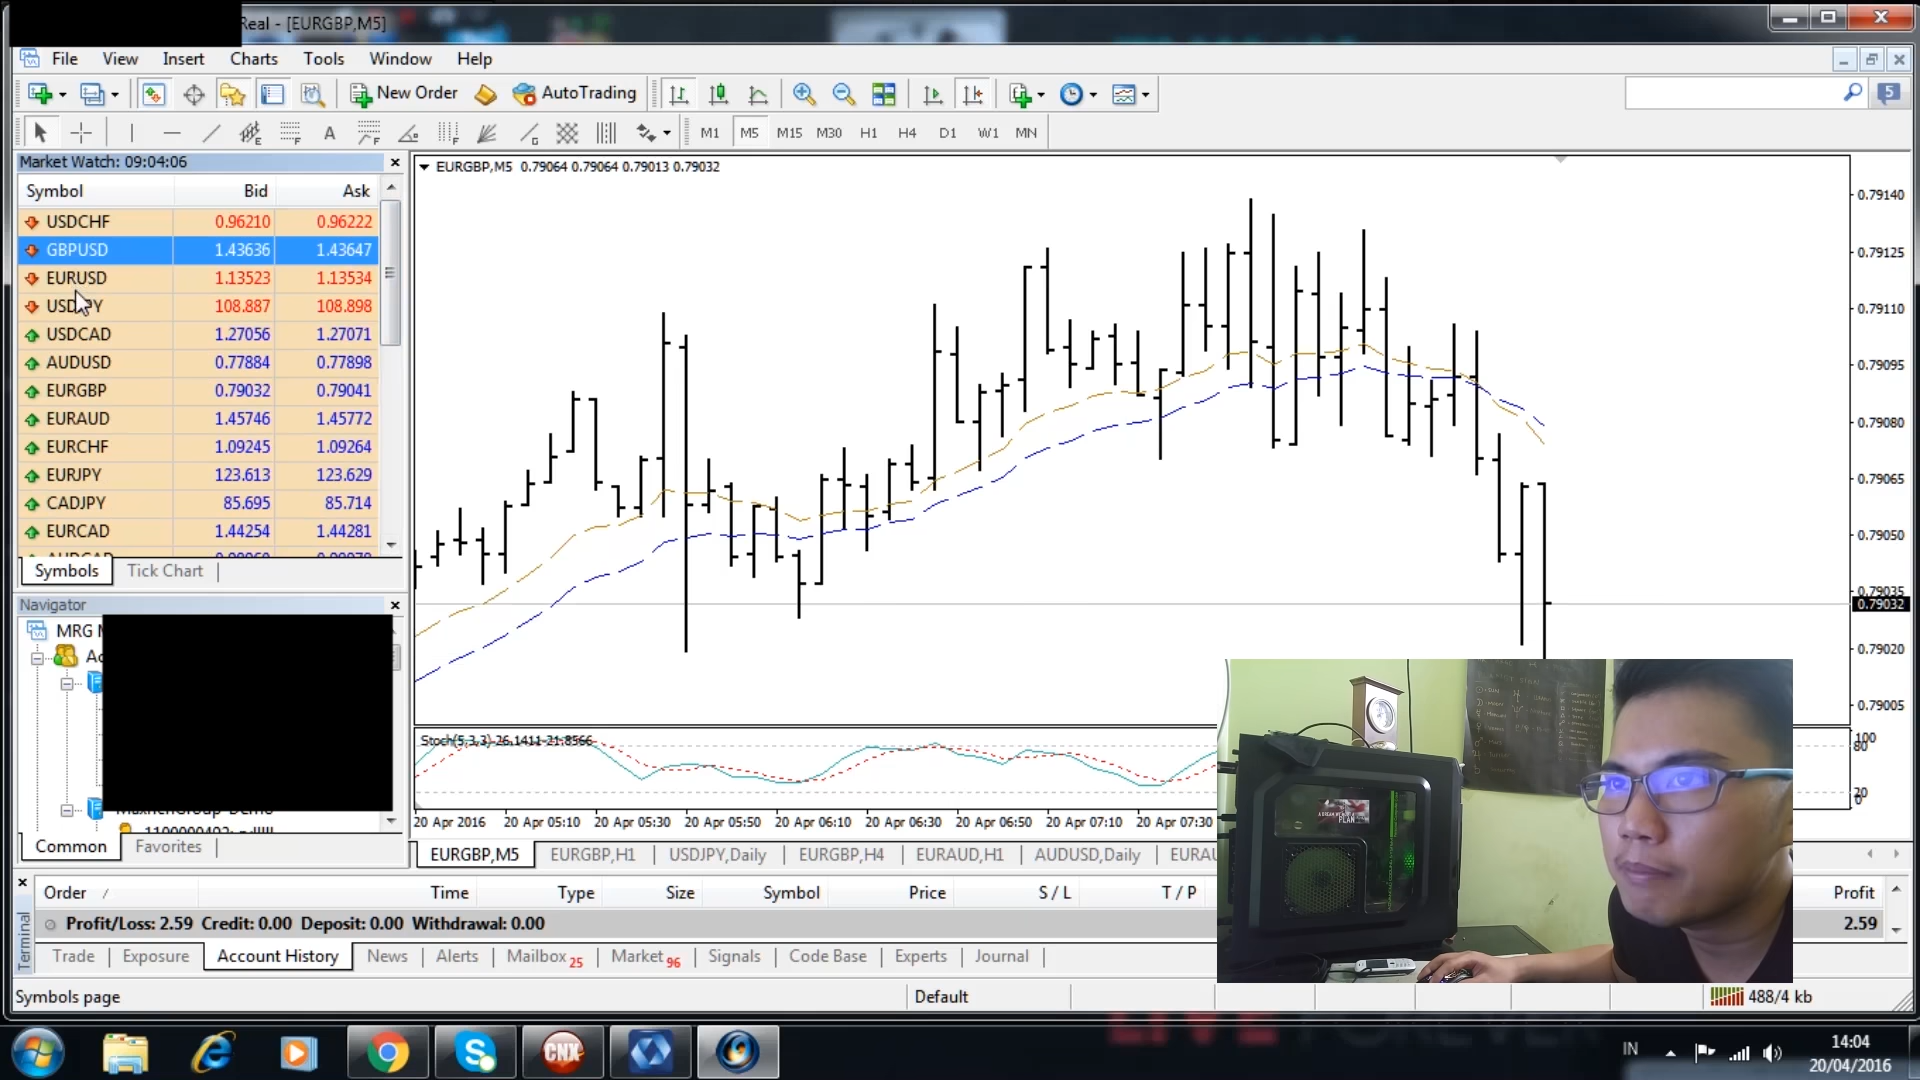 Real - [EURGBP,M5]
File View Insert Charts Tools Window Help
New Order AutoTrading 5
A M1 M5 M15 M30 H1 H4 D1 W1 MN
Market Watch: 09:04:06
Symbol Bid Ask
USDCHF 0.96210 0.96222
GBPUSD 1.43636 1.43647
EURUSD 1.13523 1.13534
USDJPY 108.887 108.898
USDCAD 1.27056 1.27071
AUDUSD 0.77884 0.77898
EURGBP 0.79032 0.79041
EURAUD 1.45746 1.45772
EURCHF 1.09245 1.09264
EURJPY 123.613 123.629
CADJPY 85.695 85.714
EURCAD 1.44254 1.44281
Symbols Tick Chart
Navigator
MRG
Common Favorites
EURGBP,M5 0.79064 0.79064 0.79013 0.79032
0.79140
0.79125
0.79110
0.79095
0.79080
0.79065
0.79050
0.79035
0.79032
0.79020
0.79005
Stoch(5,3,3) 26.1411 21.8566
100
80
20
0
20 Apr 2016 20 Apr 05:10 20 Apr 05:30 20 Apr 05:50 20 Apr 06:10 20 Apr 06:30 20 Apr 06:50 20 Apr 07:10 20 Apr 07:30
EURGBP,M5 EURGBP,H1 USDJPY,Daily EURGBP,H4 EURAUD,H1 AUDUSD,Daily EURAU
Order / Time Type Size Symbol Price S / L T / P Profit
Profit/Loss: 2.59 Credit: 0.00 Deposit: 0.00 Withdrawal: 0.00 2.59
Terminal
Trade Exposure Account History News Alerts Mailbox 25 Market 96 Signals Code Base Experts Journal
Symbols page Default 488/4 kb
PLAN
CNX
LIVE
IN 14:04
20/04/2016